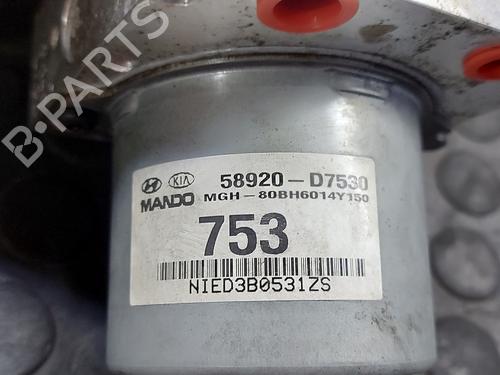 B-PARTS
KIA 58920-D7530
MANDO MGH-80BH6014Y150
753
NIED3B0531ZS